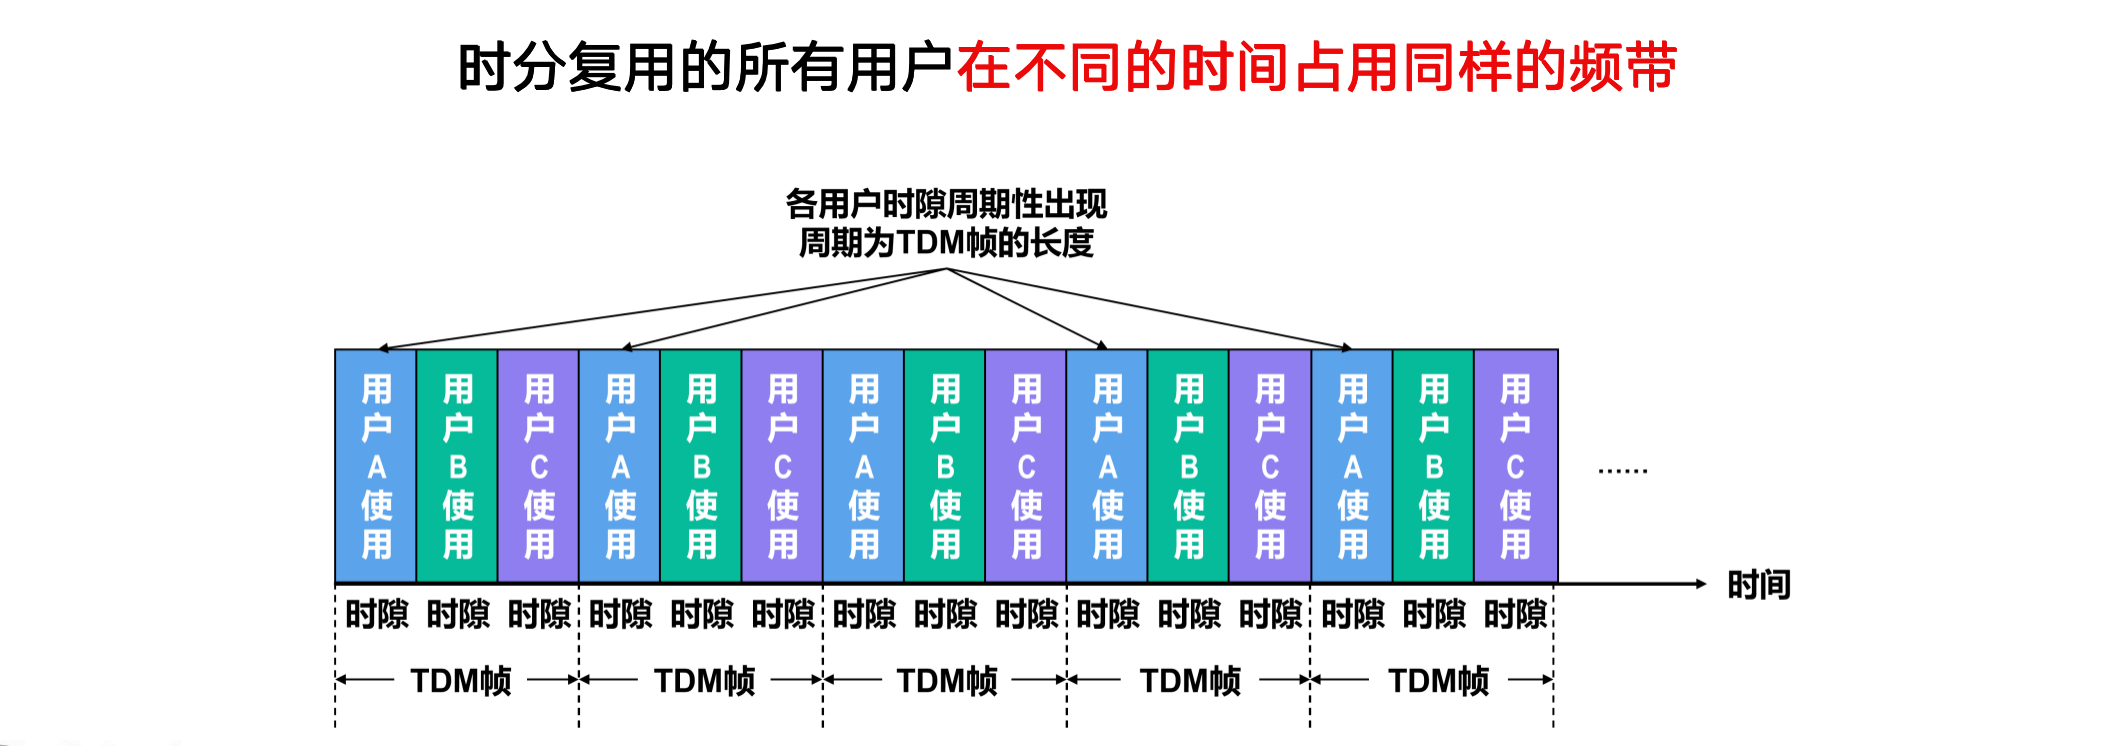 时分复用的所有用户在不同的时间占用同样的频带
各用户时隙周期性出现
周期为TDM帧的长度
用户A使用 用户B使用 用户C使用 用户A使用 用户B使用 用户C使用 用户A使用 用户B使用 用户C使用 用户A使用 用户B使用 用户C使用 用户A使用 用户B使用 用户C使用 ······
时间
时隙 时隙 时隙 时隙 时隙 时隙 时隙 时隙 时隙 时隙 时隙 时隙 时隙 时隙 时隙
TDM帧 TDM帧 TDM帧 TDM帧 TDM帧